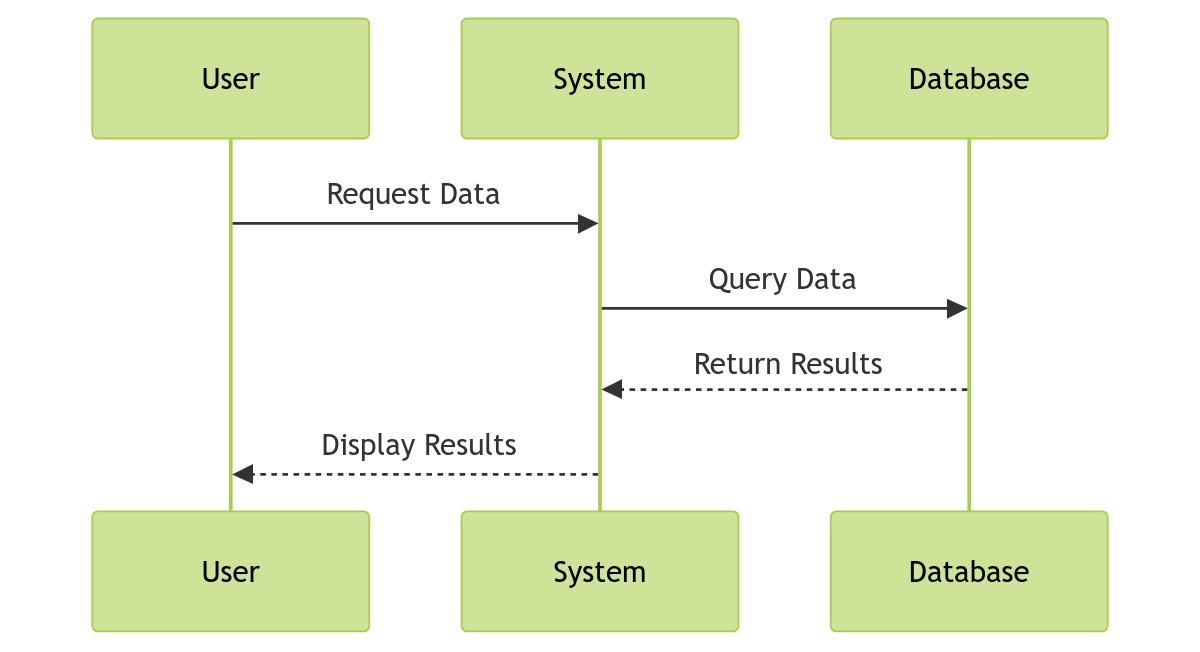 User
System
Database
Request Data
Query Data
Return Results
Display Results
User
System
Database